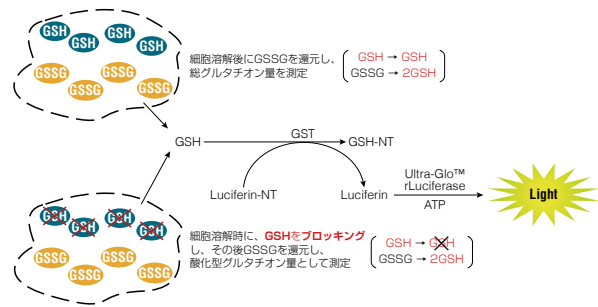 GSH GSH GSH GSH
GSSG GSSG GSSG GSSG
細胞溶解後にGSSGを還元し、
総グルタチオン量を測定
GSH → GSH
GSSG → 2GSH
GST
GSH
GSH-NT
Luciferin-NT
Luciferin
Ultra-Glo™
rLuciferase
ATP
Light
GSH GSH GSH GSH
GSSG GSSG GSSG GSSG
細胞溶解時に、GSHをブロッキング
し、その後GSSGを還元し、
酸化型グルタチオン量として測定
GSH → GSH
GSSG → 2GSH